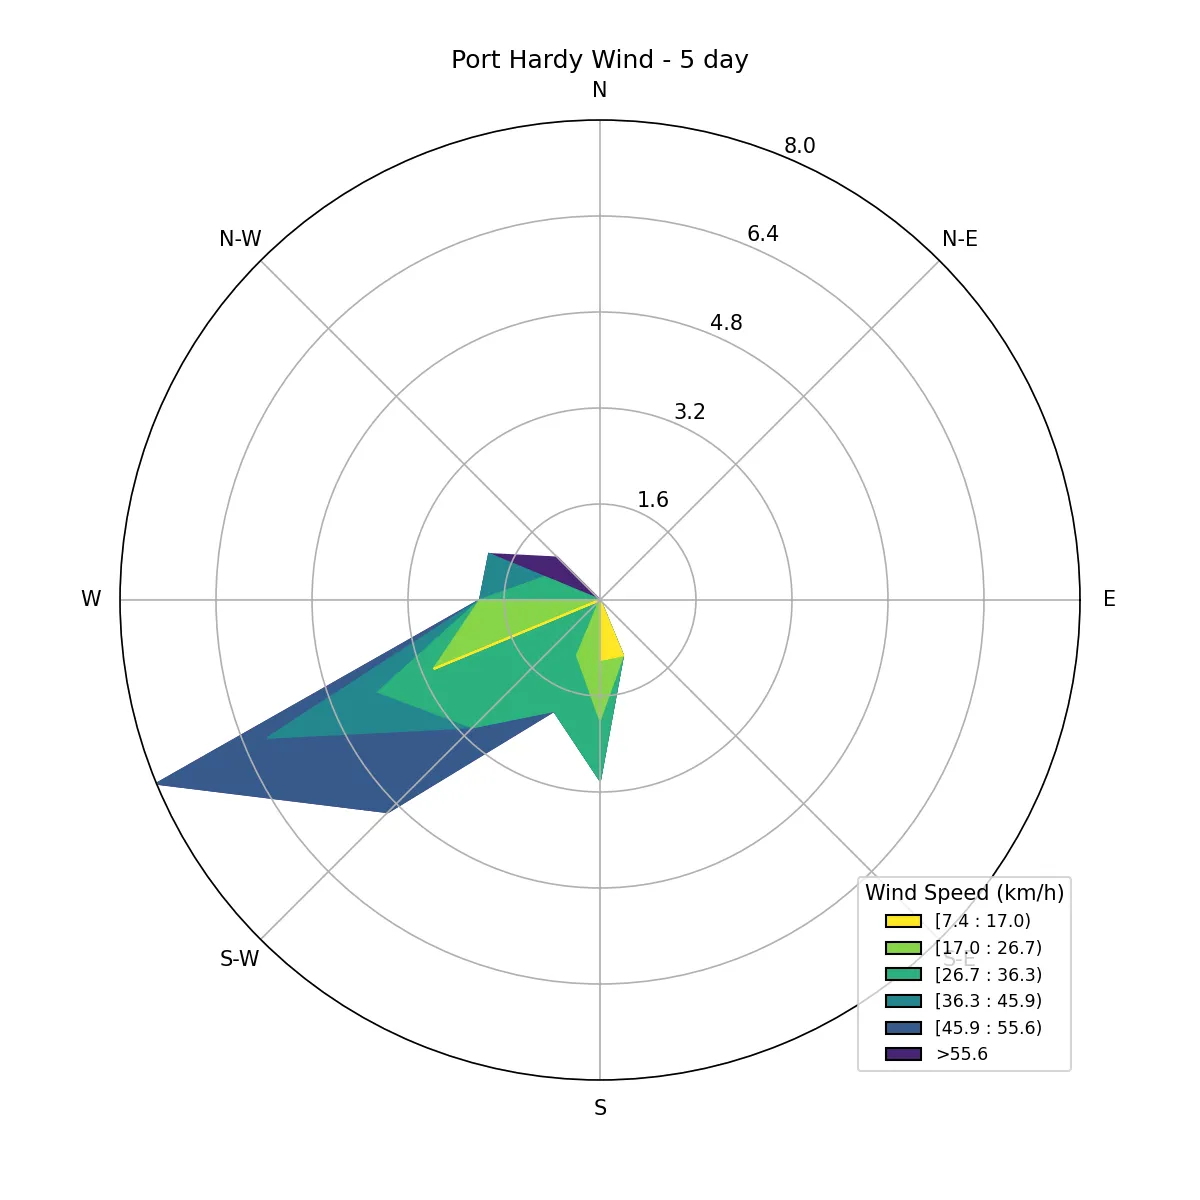 Port Hardy Wind - 5 day
N
8.0
N-W
6.4
N-E
4.8
3.2
1.6
W
E
S-W
S-E
S
Wind Speed (km/h)
[7.4 : 17.0)
[17.0 : 26.7)
[26.7 : 36.3)
[36.3 : 45.9)
[45.9 : 55.6)
>55.6